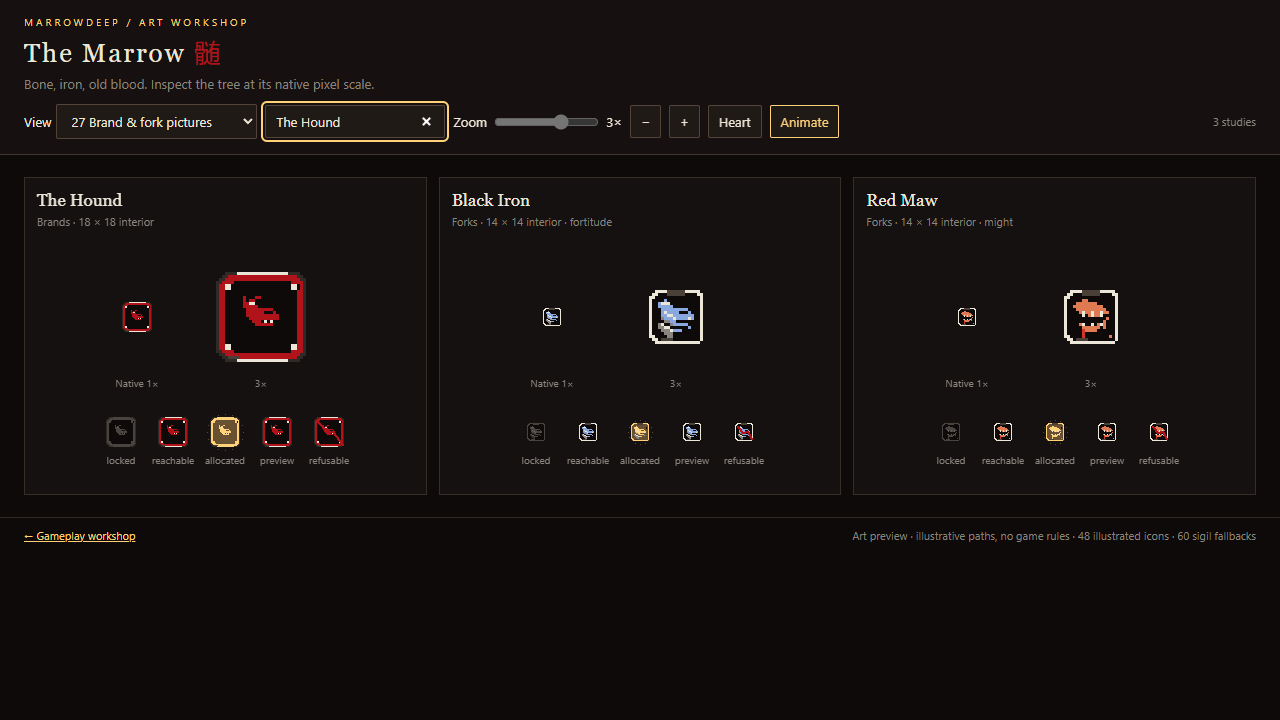 MARROWDEEP / ART WORKSHOP
The Marrow 髄
Bone, iron, old blood. Inspect the tree at its native pixel scale.
View 27 Brand & fork pictures The Hound × Zoom 3× − + Heart Animate 3 studies
The Hound
Brands · 18 × 18 interior
Native 1× 3×
locked reachable allocated preview refusable
Black Iron
Forks · 14 × 14 interior · fortitude
Native 1× 3×
locked reachable allocated preview refusable
Red Maw
Forks · 14 × 14 interior · might
Native 1× 3×
locked reachable allocated preview refusable
← Gameplay workshop
Art preview · illustrative paths, no game rules · 48 illustrated icons · 60 sigil fallbacks